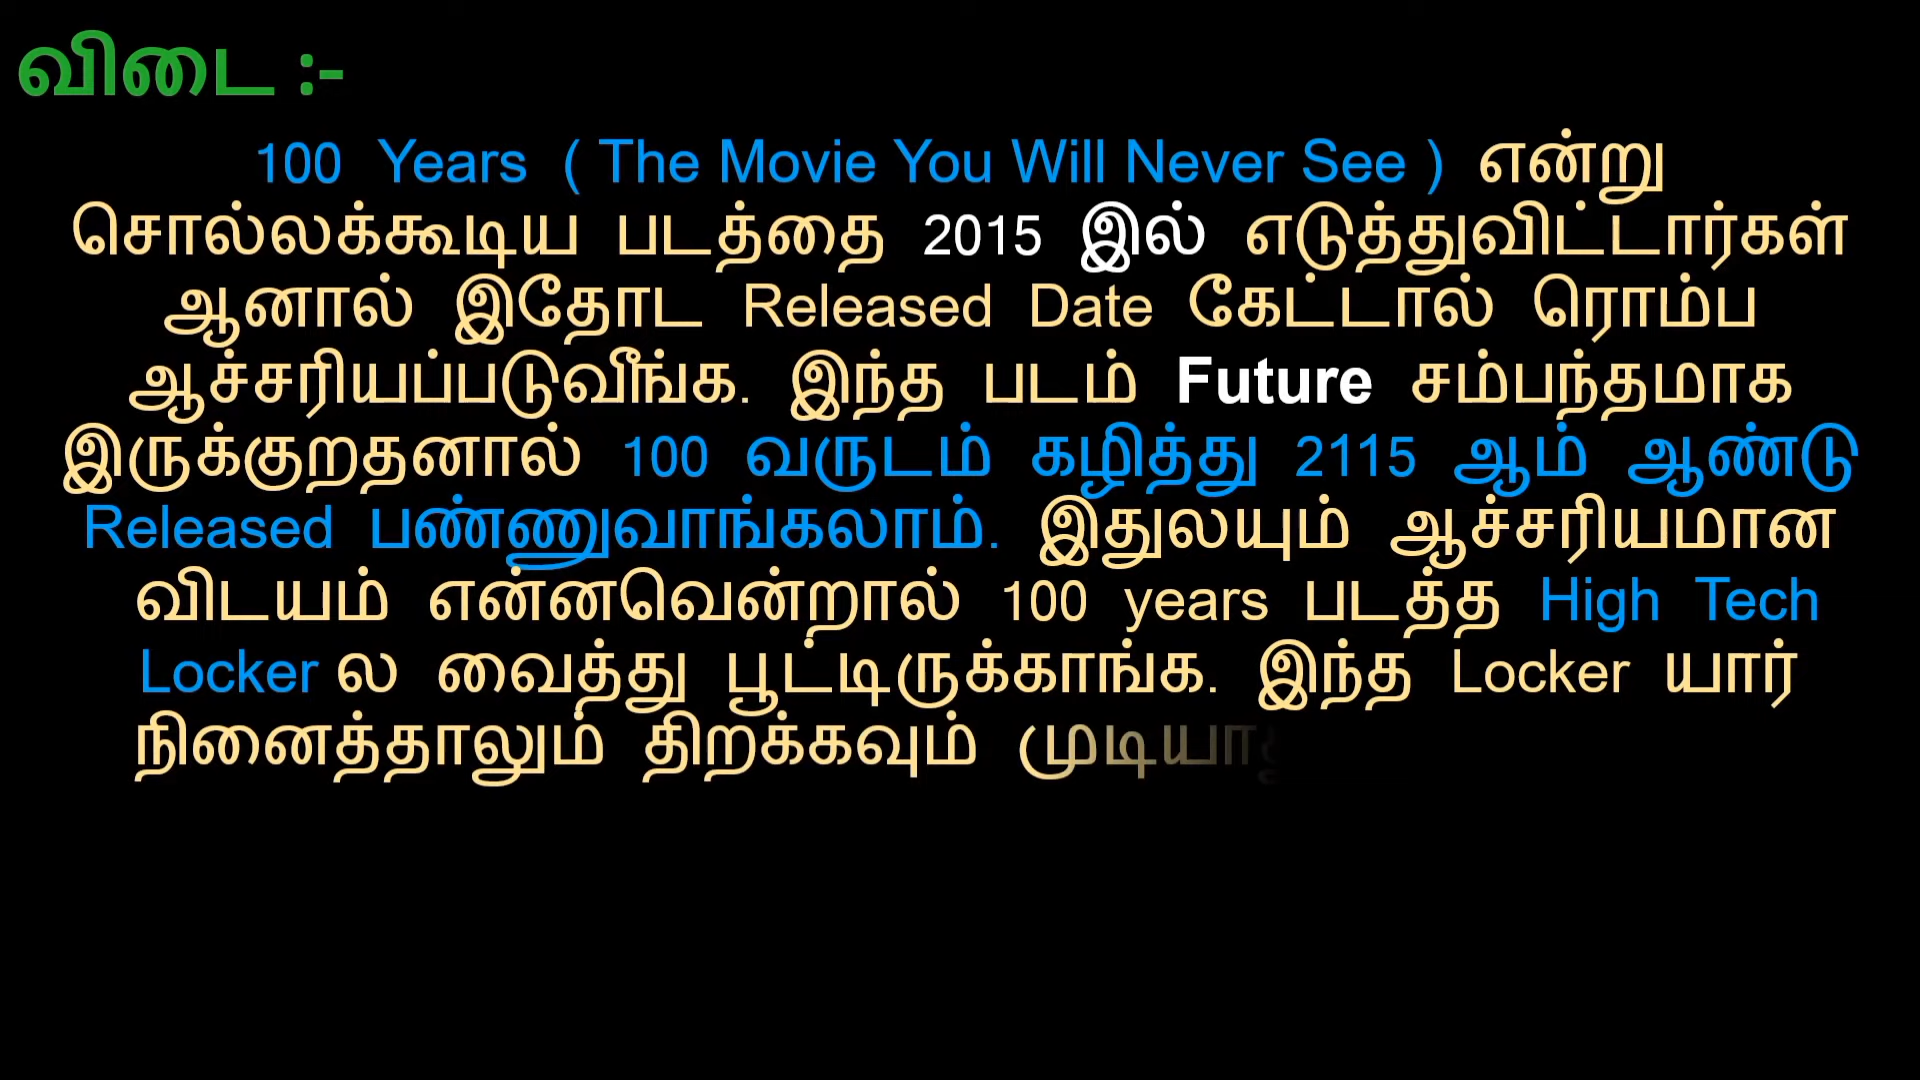 விடை :-
100 Years ( The Movie You Will Never See ) என்று
சொல்லக்கூடிய படத்தை 2015 இல் எடுத்துவிட்டார்கள்
ஆனால் இதோட Released Date கேட்டால் ரொம்ப
ஆச்சரியப்படுவீங்க. இந்த படம் Future சம்பந்தமாக
இருக்குறதனால் 100 வருடம் கழித்து 2115 ஆம் ஆண்டு
Released பண்ணுவாங்கலாம். இதுலயும் ஆச்சரியமான
விடயம் என்னவென்றால் 100 years படத்த High Tech
Locker ல வைத்து பூட்டிருக்காங்க. இந்த Locker யார்
நினைத்தாலும் திறக்கவும்